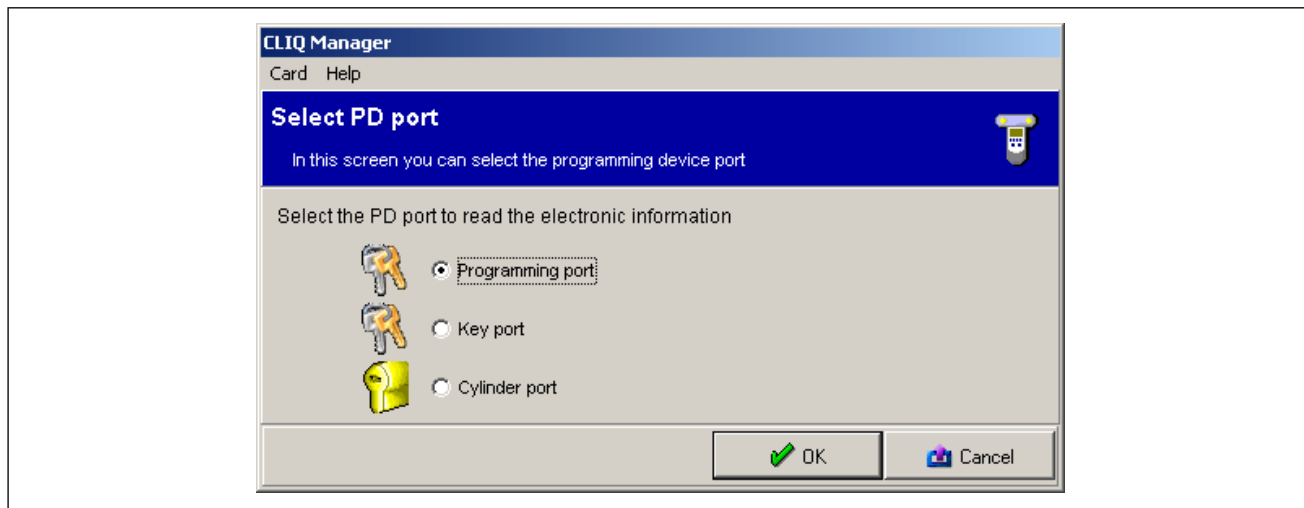 CLIQ Manager
Card Help
Select PD port
In this screen you can select the programming device port
Select the PD port to read the electronic information
Programming port
Key port
Cylinder port
OK Cancel